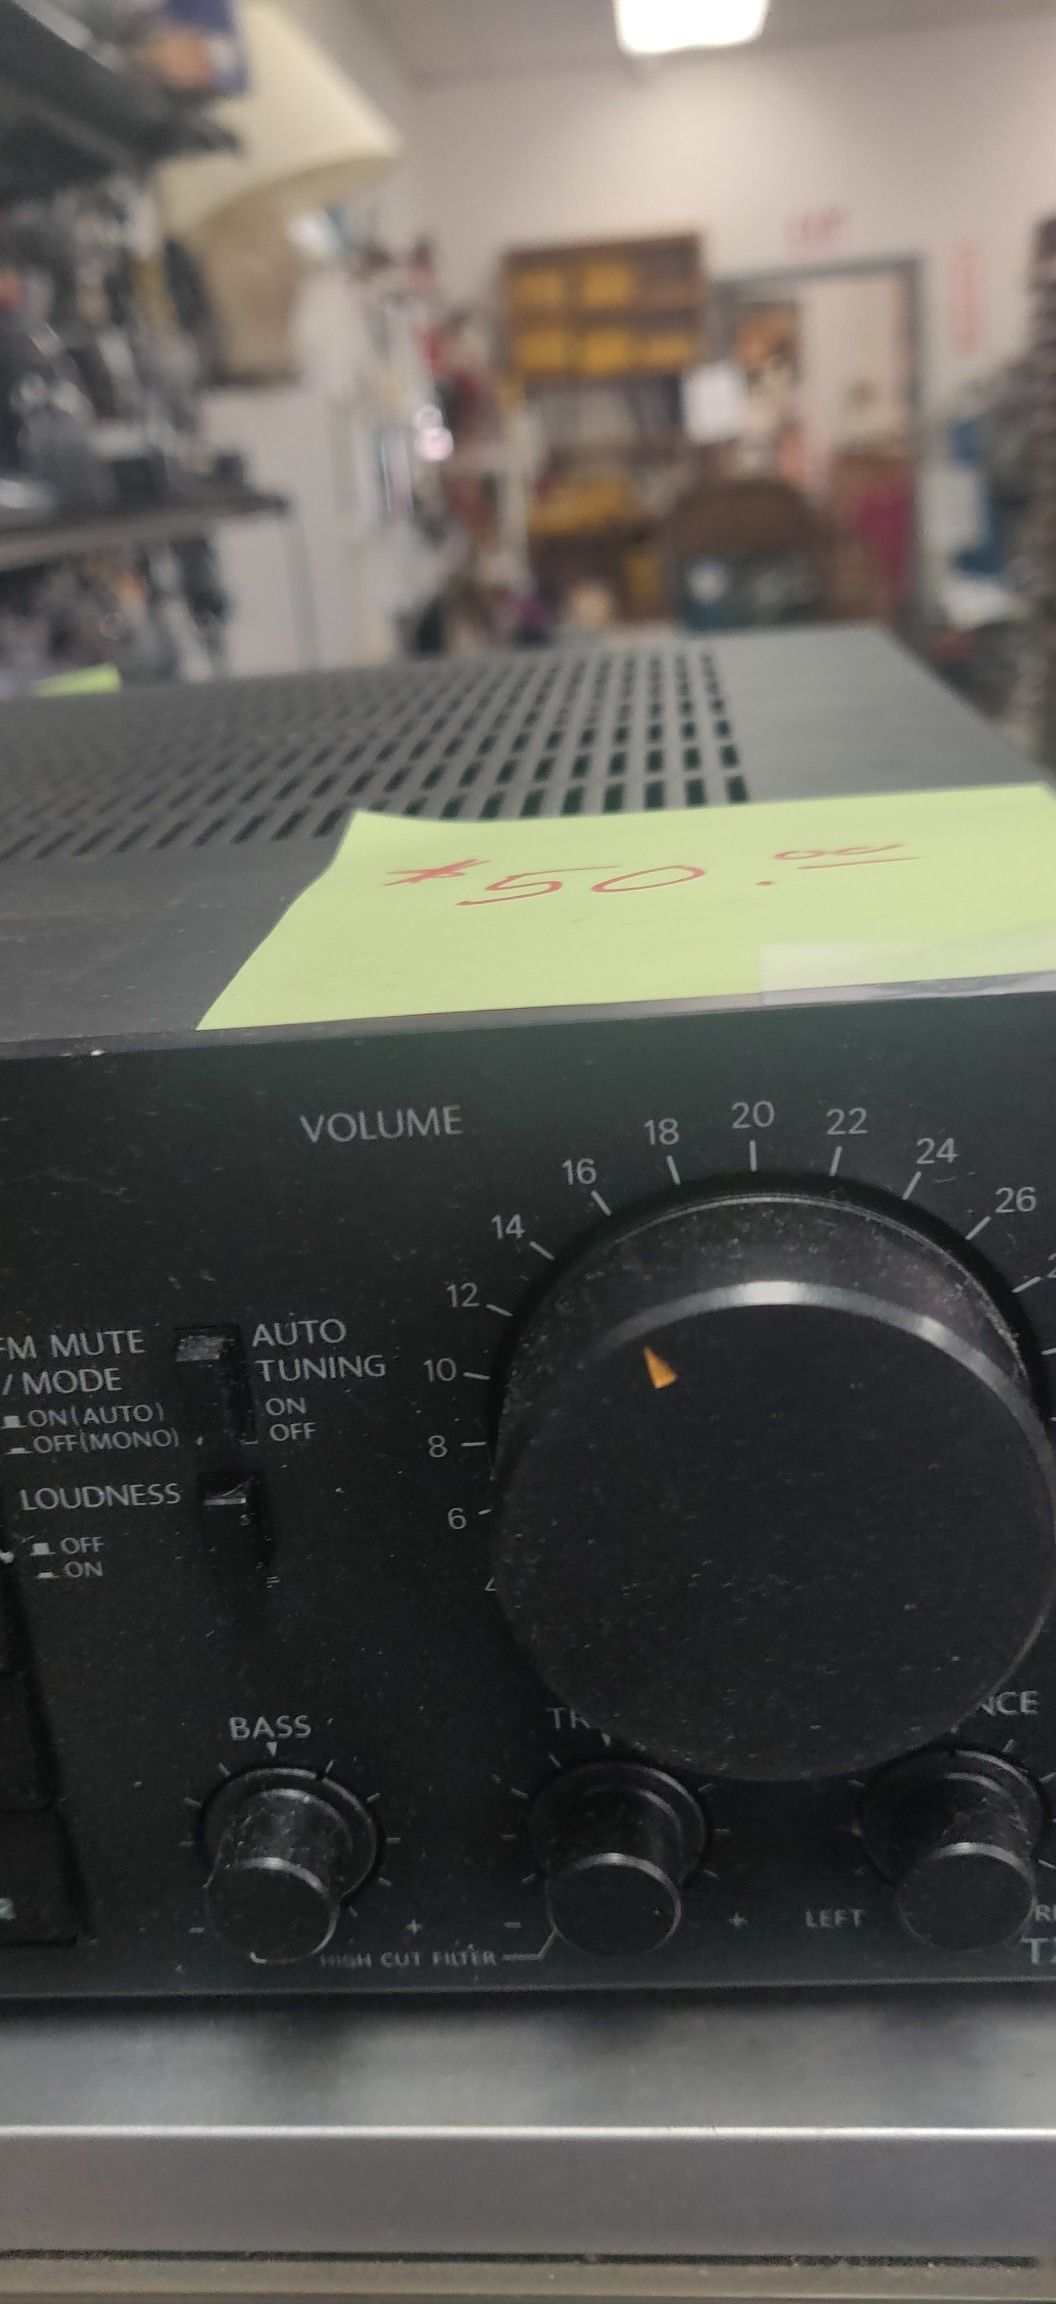 $50.00
VOLUME
4 6 8 10 12 14 16 18 20 22 24 26
FM MUTE
/ MODE
ON(AUTO)
OFF(MONO)
AUTO
TUNING
ON
OFF
LOUDNESS
OFF
ON
BASS
- +
- +
LEFT
HIGH CUT FILTER